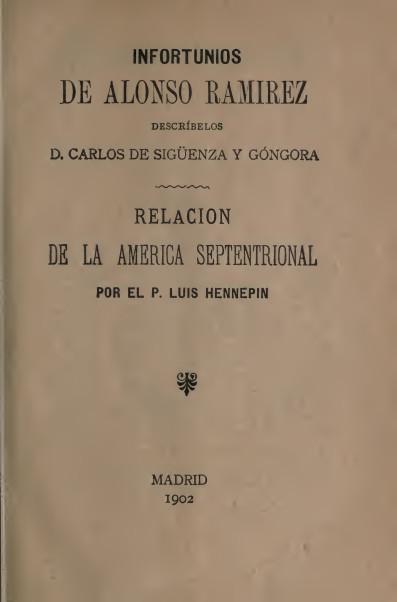 INFORTUNIOS
DE ALONSO RAMIREZ
DESCRÍBELOS
D. CARLOS DE SIGÜENZA Y GÓNGORA
RELACION
DE LA AMERICA SEPTENTRIONAL
POR EL P. LUIS HENNEPIN
MADRID
1902